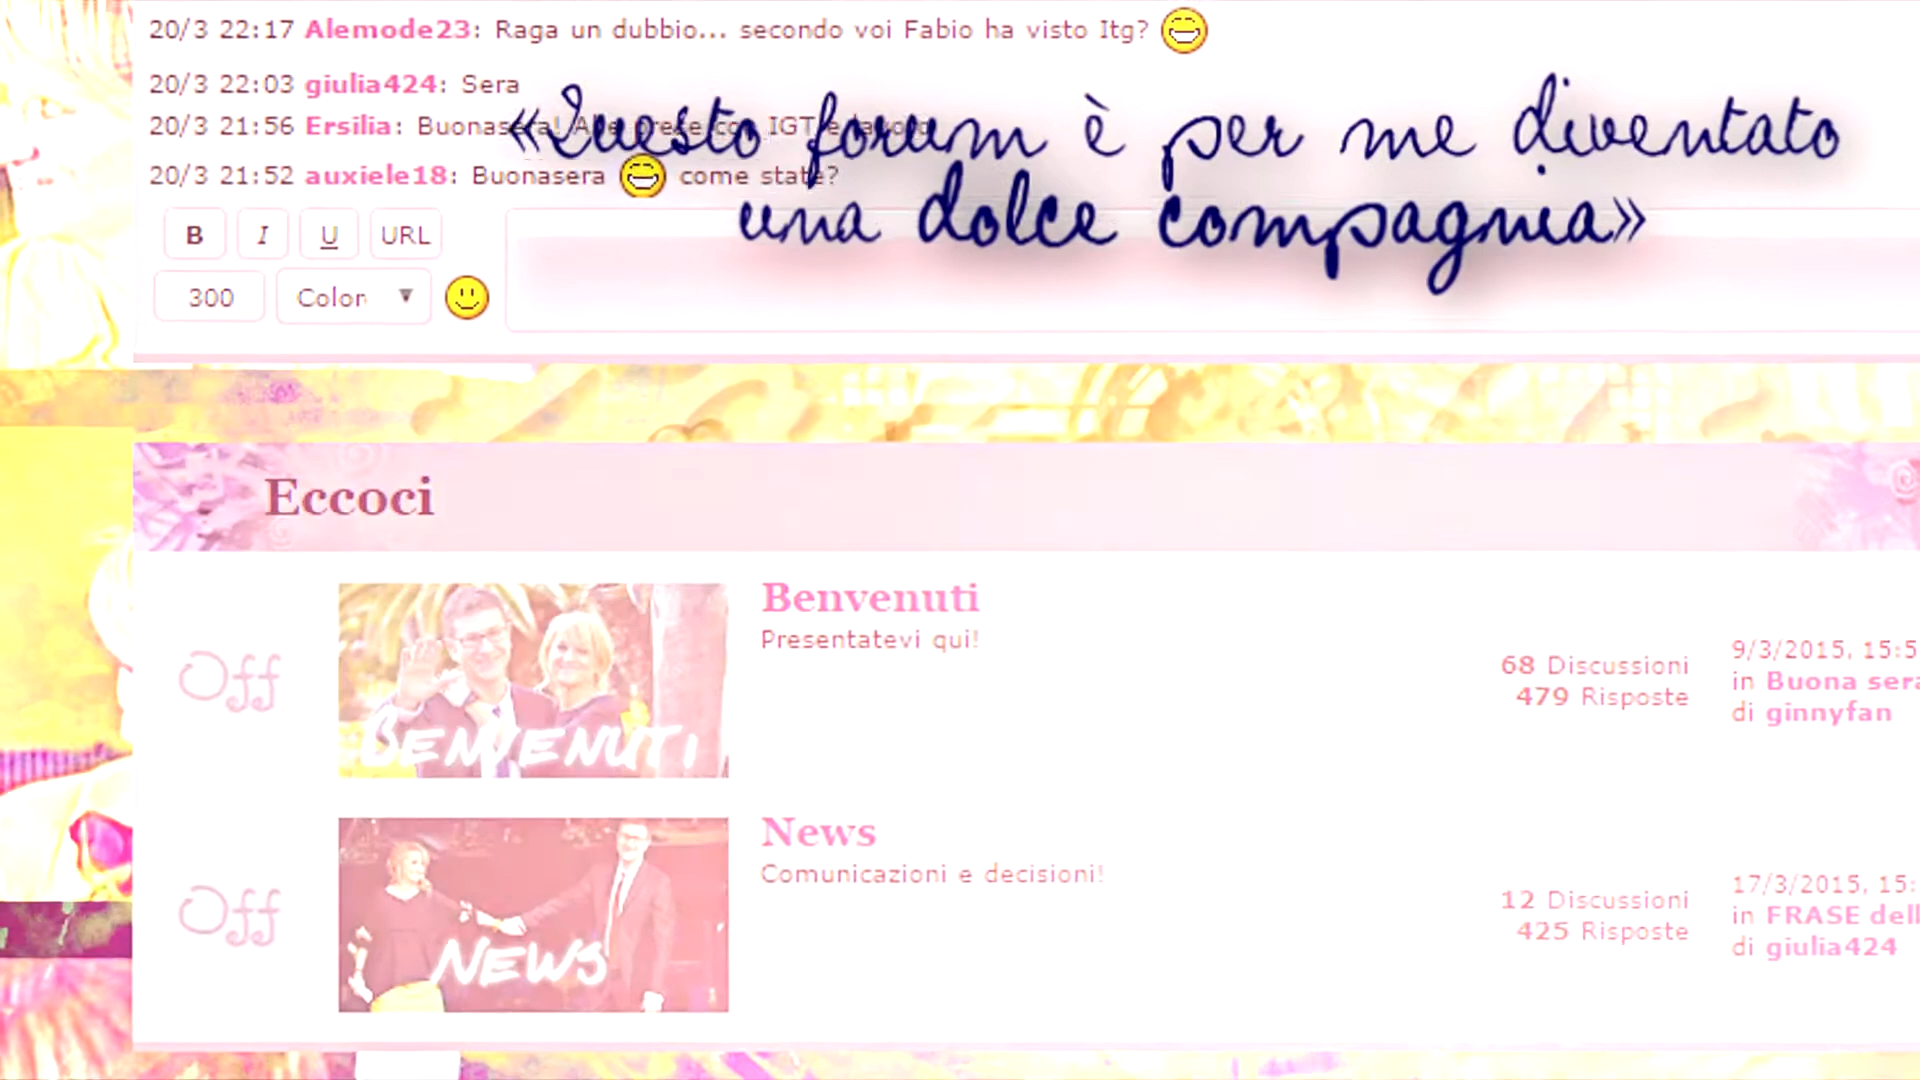 20/3 22:17 Alemode23: Raga un dubbio... secondo voi Fabio ha visto Itg?
20/3 22:03 giulia424: Sera
20/3 21:56 Ersilia: Buonasera! prese con IGT e
20/3 21:52 auxiele18: Buonasera come state?
«Questo forum è per me diventato
una dolce compagnia»
B I U URL
300 Color
Eccoci
Benvenuti
Presentatevi qui!
Off
BENVENUTI
68 Discussioni
479 Risposte
9/3/2015, 15:5
in Buona sera
di ginnyfan
News
Comunicazioni e decisioni!
Off
NEWS
12 Discussioni
425 Risposte
17/3/2015, 15:
in FRASE dell
di giulia424